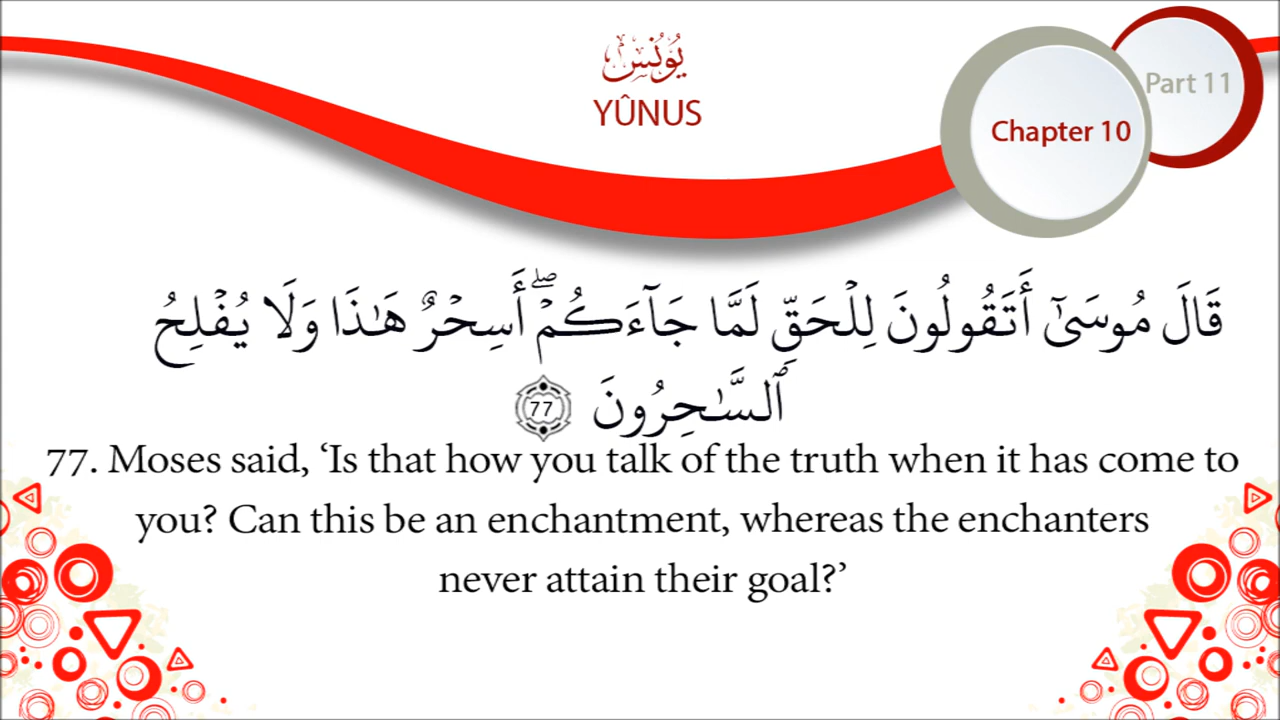 يُونُس
YÛNUS
Part 11
Chapter 10
قَالَ مُوسَىٰٓ أَتَقُولُونَ لِلْحَقِّ لَمَّا جَآءَكُمْ ۖ أَسِحْرٌ هَـٰذَا وَلَا يُفْلِحُ
ٱلسَّـٰحِرُونَ 77
77. Moses said, ‘Is that how you talk of the truth when it has come to
you? Can this be an enchantment, whereas the enchanters
never attain their goal?’